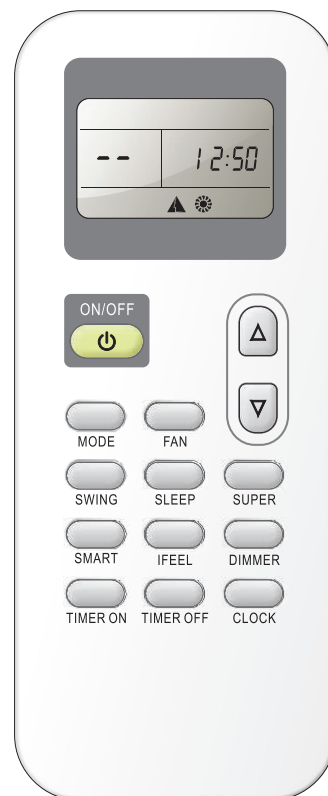 -- 12:50
ON/OFF
MODE FAN
SWING SLEEP SUPER
SMART IFEEL DIMMER
TIMER ON TIMER OFF CLOCK